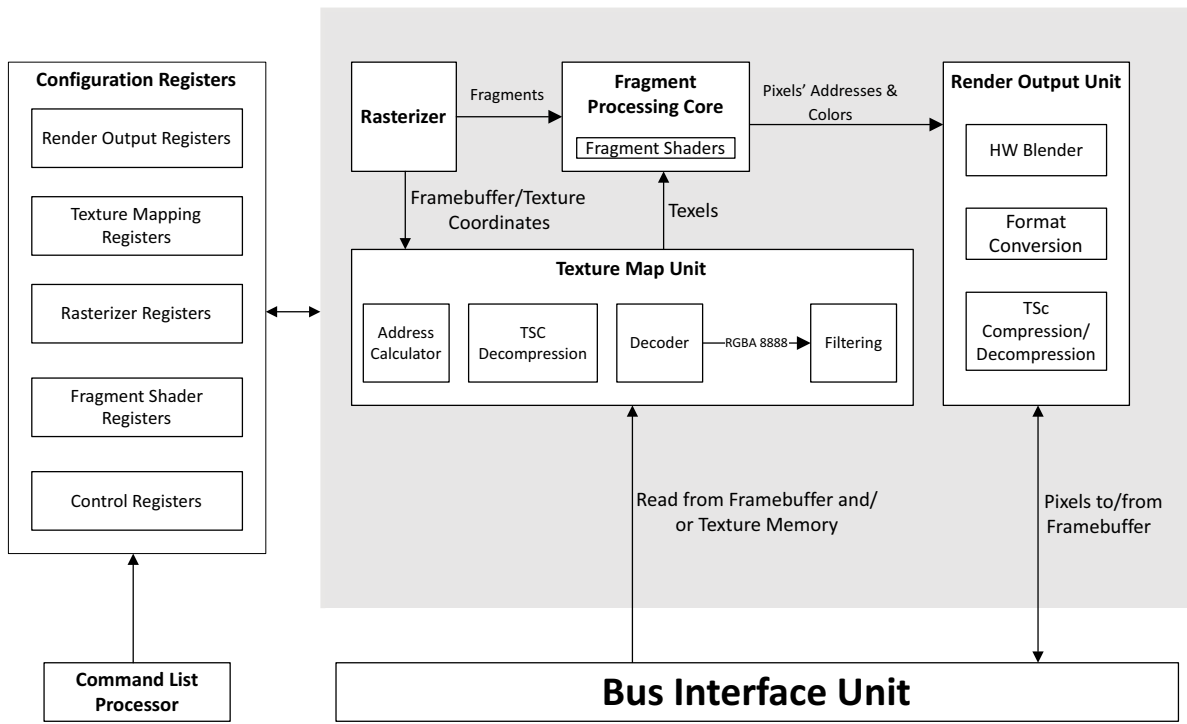 Configuration Registers
Render Output Registers
Texture Mapping
Registers
Rasterizer Registers
Fragment Shader
Registers
Control Registers
Command List
Processor
Rasterizer
Fragments
Fragment
Processing Core
Fragment Shaders
Pixels’ Addresses &
Colors
Render Output Unit
HW Blender
Format
Conversion
TSc
Compression/
Decompression
Framebuffer/Texture
Coordinates
Texels
Texture Map Unit
Address
Calculator
TSC
Decompression
Decoder
RGBA 8888
Filtering
Read from Framebuffer and/
or Texture Memory
Pixels to/from
Framebuffer
Bus Interface Unit